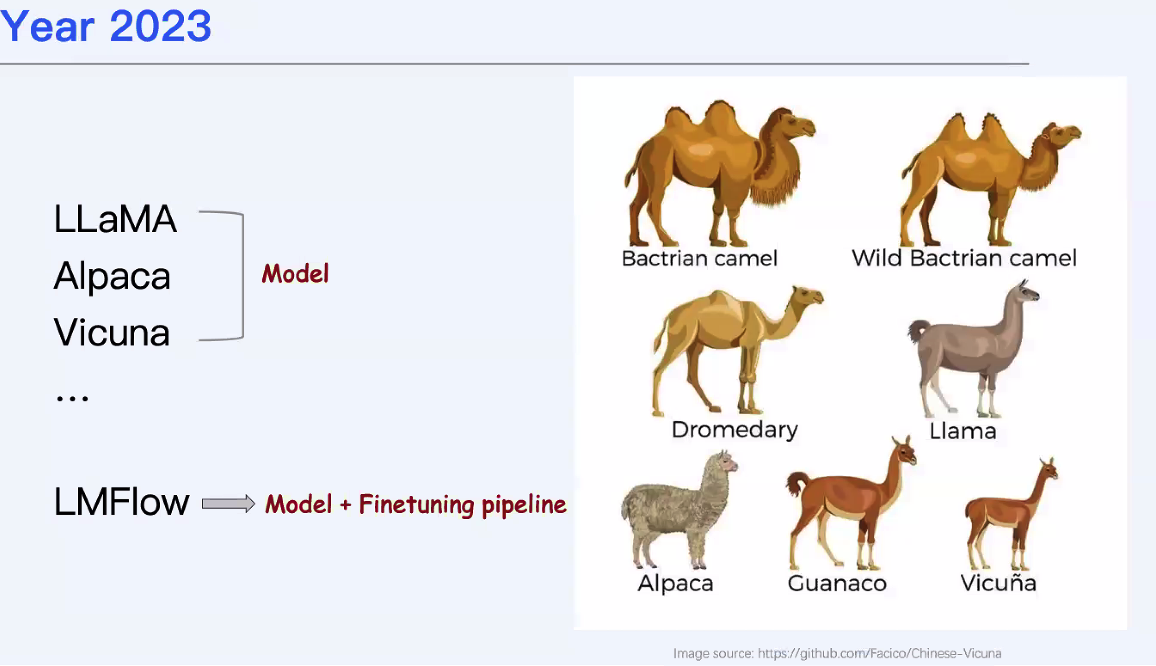 Year 2023
LLaMA
Alpaca
Vicuna
...
Model
LMFlow
Model + Finetuning pipeline
Bactrian camel
Wild Bactrian camel
Dromedary
Llama
Alpaca
Guanaco
Vicuña
Image source: https://github.com/Facico/Chinese-Vicuna